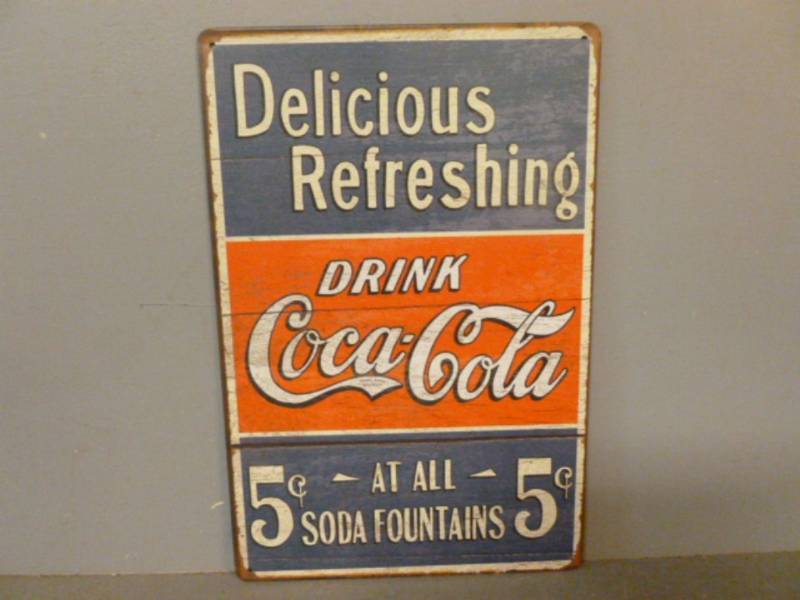 Delicious
Refreshing
DRINK
Coca-Cola
5¢ AT ALL 5¢
SODA FOUNTAINS